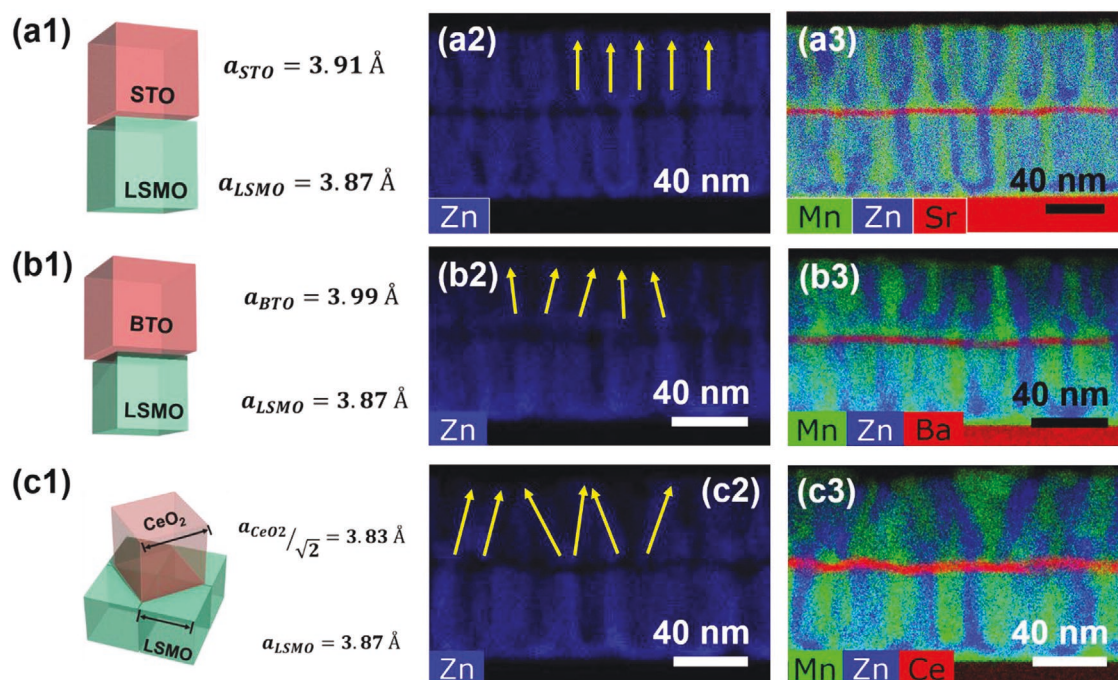 (a1)
a_STO = 3.91 Å
STO
LSMO
a_LSMO = 3.87 Å
(a2)
40 nm
Zn
(a3)
40 nm
Mn Zn Sr
(b1)
a_BTO = 3.99 Å
BTO
LSMO
a_LSMO = 3.87 Å
(b2)
40 nm
Zn
(b3)
40 nm
Mn Zn Ba
(c1)
CeO₂
a_CeO2/√2 = 3.83 Å
LSMO
a_LSMO = 3.87 Å
(c2)
40 nm
Zn
(c3)
40 nm
Mn Zn Ce